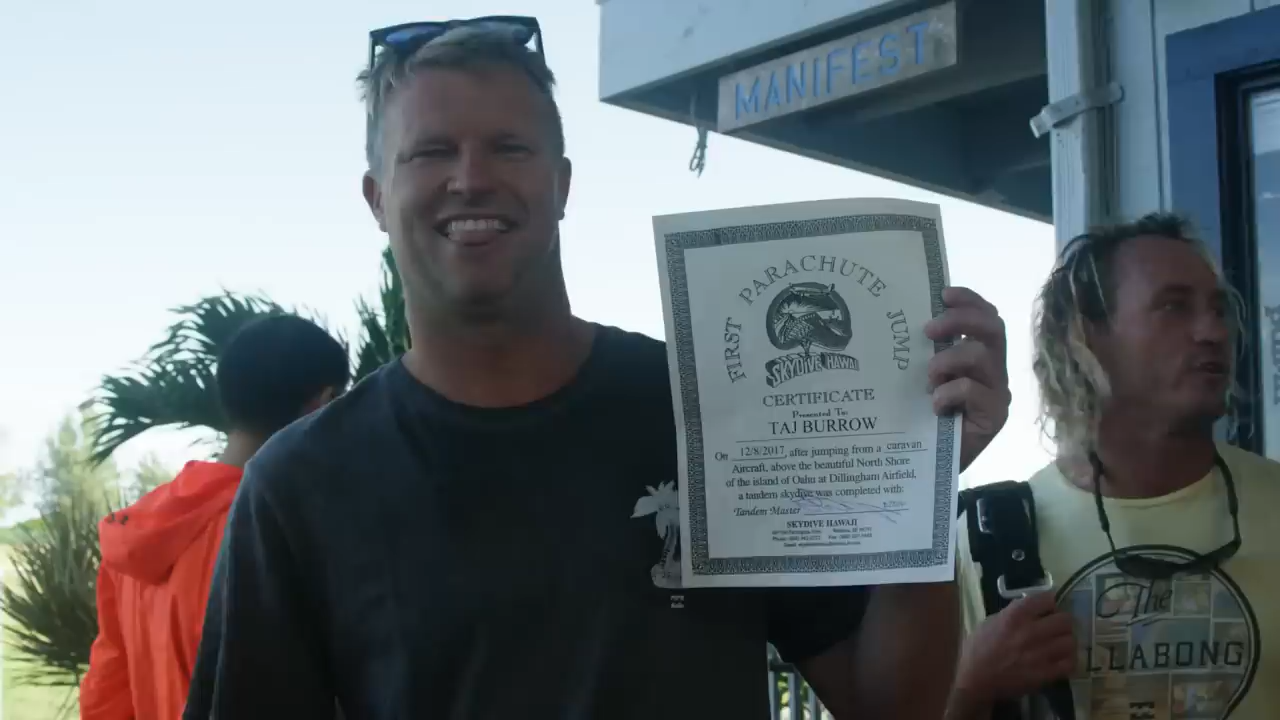 MANIFEST
FIRST PARACHUTE JUMP
SKYDIVE HAWAII
CERTIFICATE
Presented To:
TAJ BURROW
On 12/8/2017, after jumping from a caravan
Aircraft, above the beautiful North Shore
of the island of Oahu at Dillingham Airfield,
a tandem skydive was completed with:
Tandem Master
SKYDIVE HAWAII
The
LLABONG